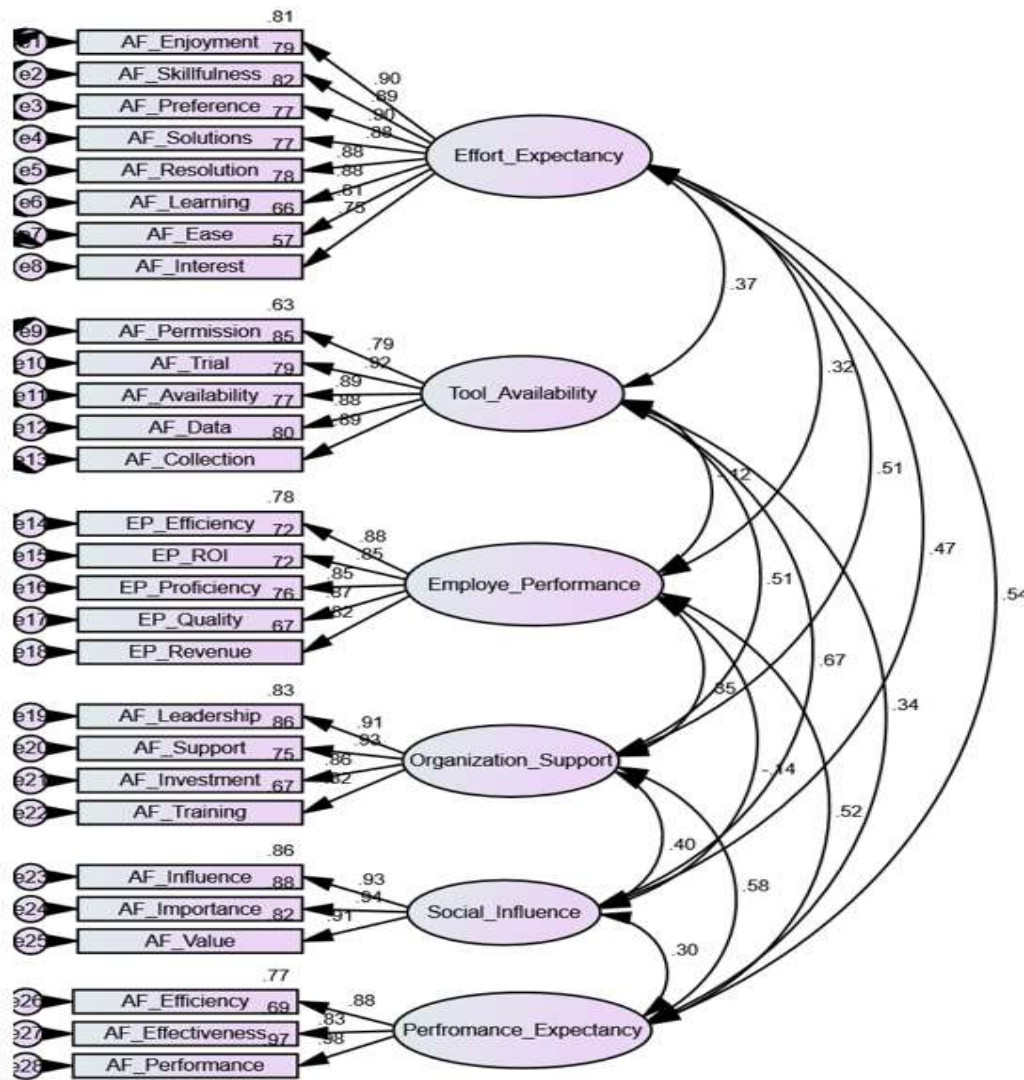 .81
AF_Enjoyment
79
e2
AF_Skillfulness
82
e3
AF_Preference
77
e4
AF_Solutions
77
e5
AF_Resolution
78
e6
AF_Learning
66
e7
AF_Ease
57
e8
AF_Interest
.90
.89
.90
.88
.88
.88
.75
Effort_Expectancy
.37
.32
.51
.47
.54
.63
e9
AF_Permission
85
e10
AF_Trial
79
e11
AF_Availability
77
e12
AF_Data
80
e13
AF_Collection
.79
.92
.89
.88
.89
Tool_Availability
.51
.67
.34
.78
e14
EP_Efficiency
72
e15
EP_ROI
72
e16
EP_Proficiency
76
e17
EP_Quality
67
e18
EP_Revenue
.88
.85
.85
.87
.82
Employe_Performance
-.14
.52
.83
e19
AF_Leadership
86
e20
AF_Support
75
e21
AF_Investment
67
e22
AF_Training
.91
.93
.86
.82
Organization_Support
.40
.58
.86
e23
AF_Influence
88
e24
AF_Importance
82
e25
AF_Value
.93
.94
.91
Social_Influence
.30
.77
e26
AF_Efficiency
69
e27
AF_Effectiveness
.97
e28
AF_Performance
.88
.83
.98
Perfromance_Expectancy